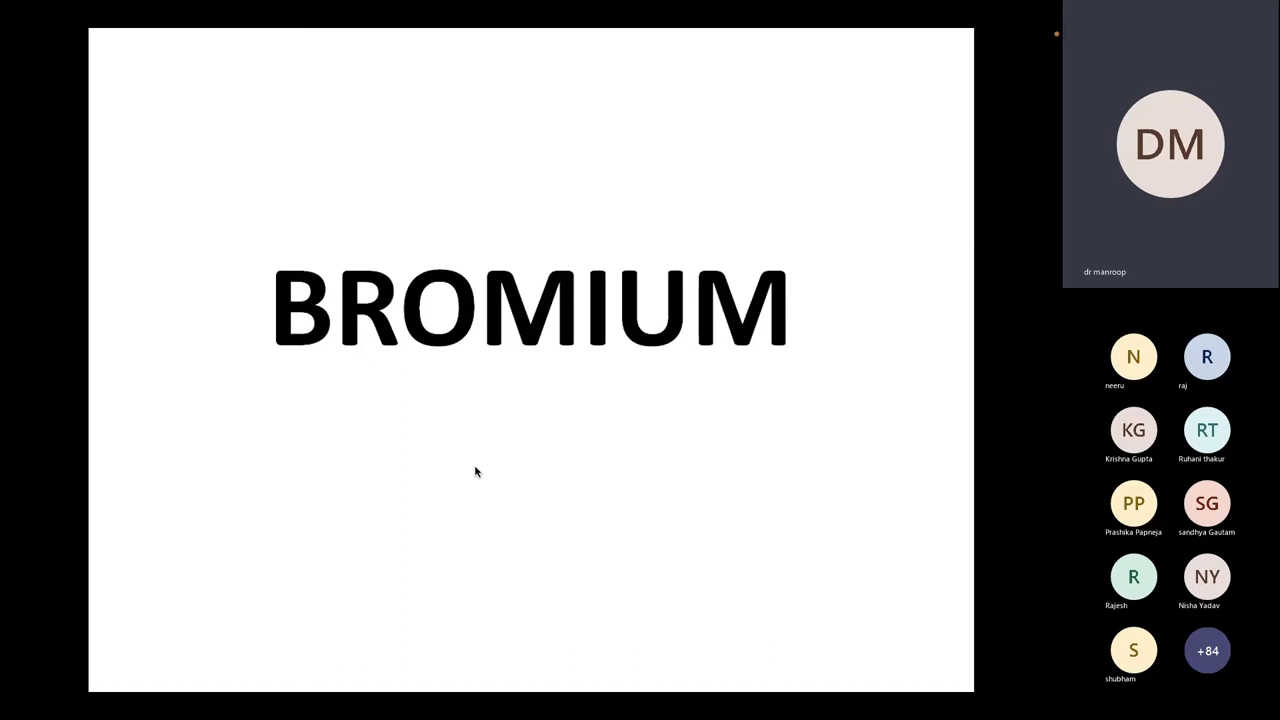 BROMIUM
DM
dr manroop
N
R
neeru
raj
KG
RT
Krishna Gupta
Ruhani thakur
PP
SG
Prashika Papneja
sandhya Gautam
R
NY
Rajesh
Nisha Yadav
S
+84
shubham